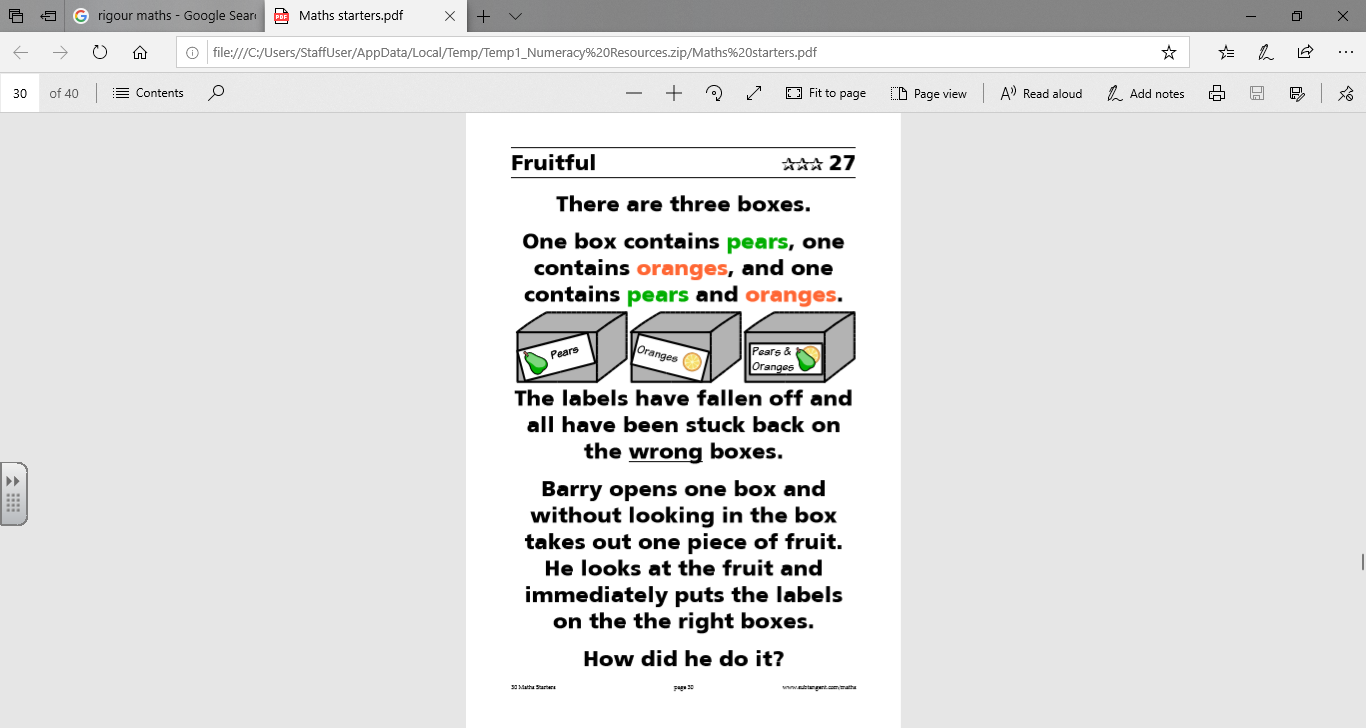 rigour maths - Google Sear
Maths starters.pdf
file:///C:/Users/StaffUser/AppData/Local/Temp/Temp1_Numeracy%20Resources.zip/Maths%20starters.pdf
30 of 40 Contents Fit to page Page view Read aloud Add notes
Fruitful 27
There are three boxes.
One box contains pears, one
contains oranges, and one
contains pears and oranges.
Pears
Oranges
Pears &
Oranges
The labels have fallen off and
all have been stuck back on
the wrong boxes.
Barry opens one box and
without looking in the box
takes out one piece of fruit.
He looks at the fruit and
immediately puts the labels
on the the right boxes.
How did he do it?
30 Maths Starters page 30 www.subtangent.com/maths